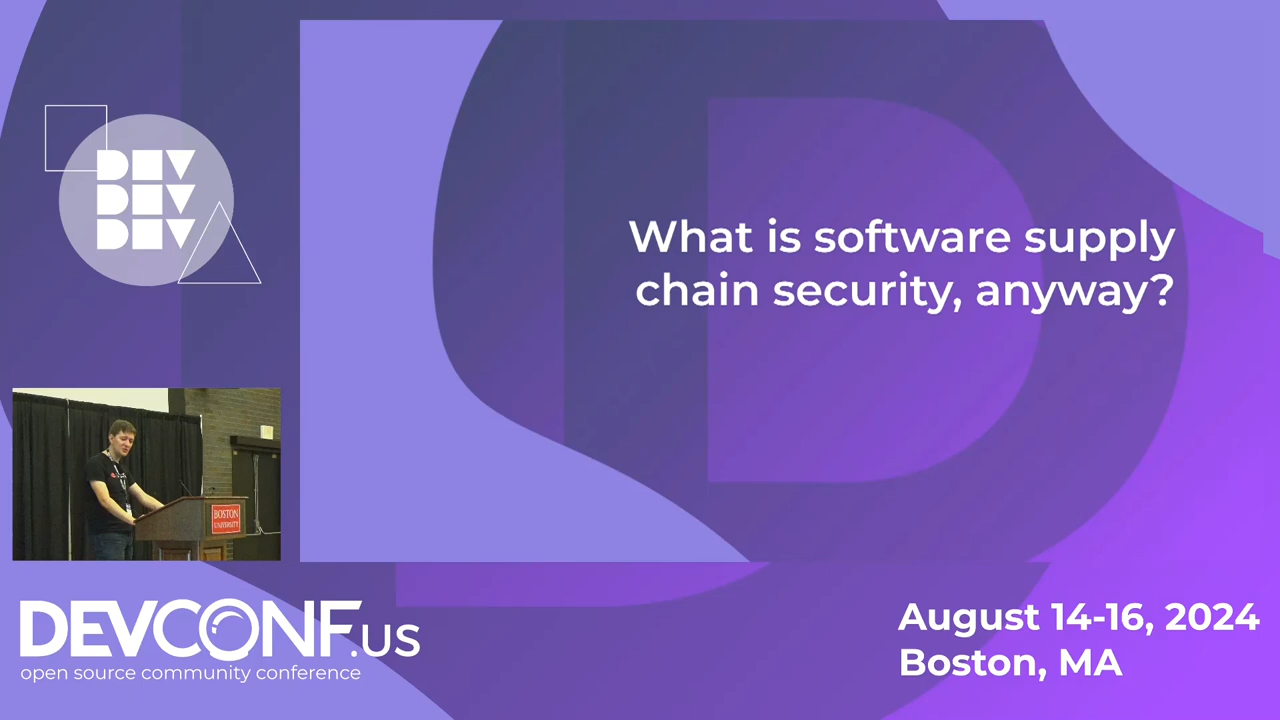 DEV
DEV
DEV
What is software supply
chain security, anyway?
BOSTON
UNIVERSITY
DEVCONF.US
open source community conference
August 14-16, 2024
Boston, MA